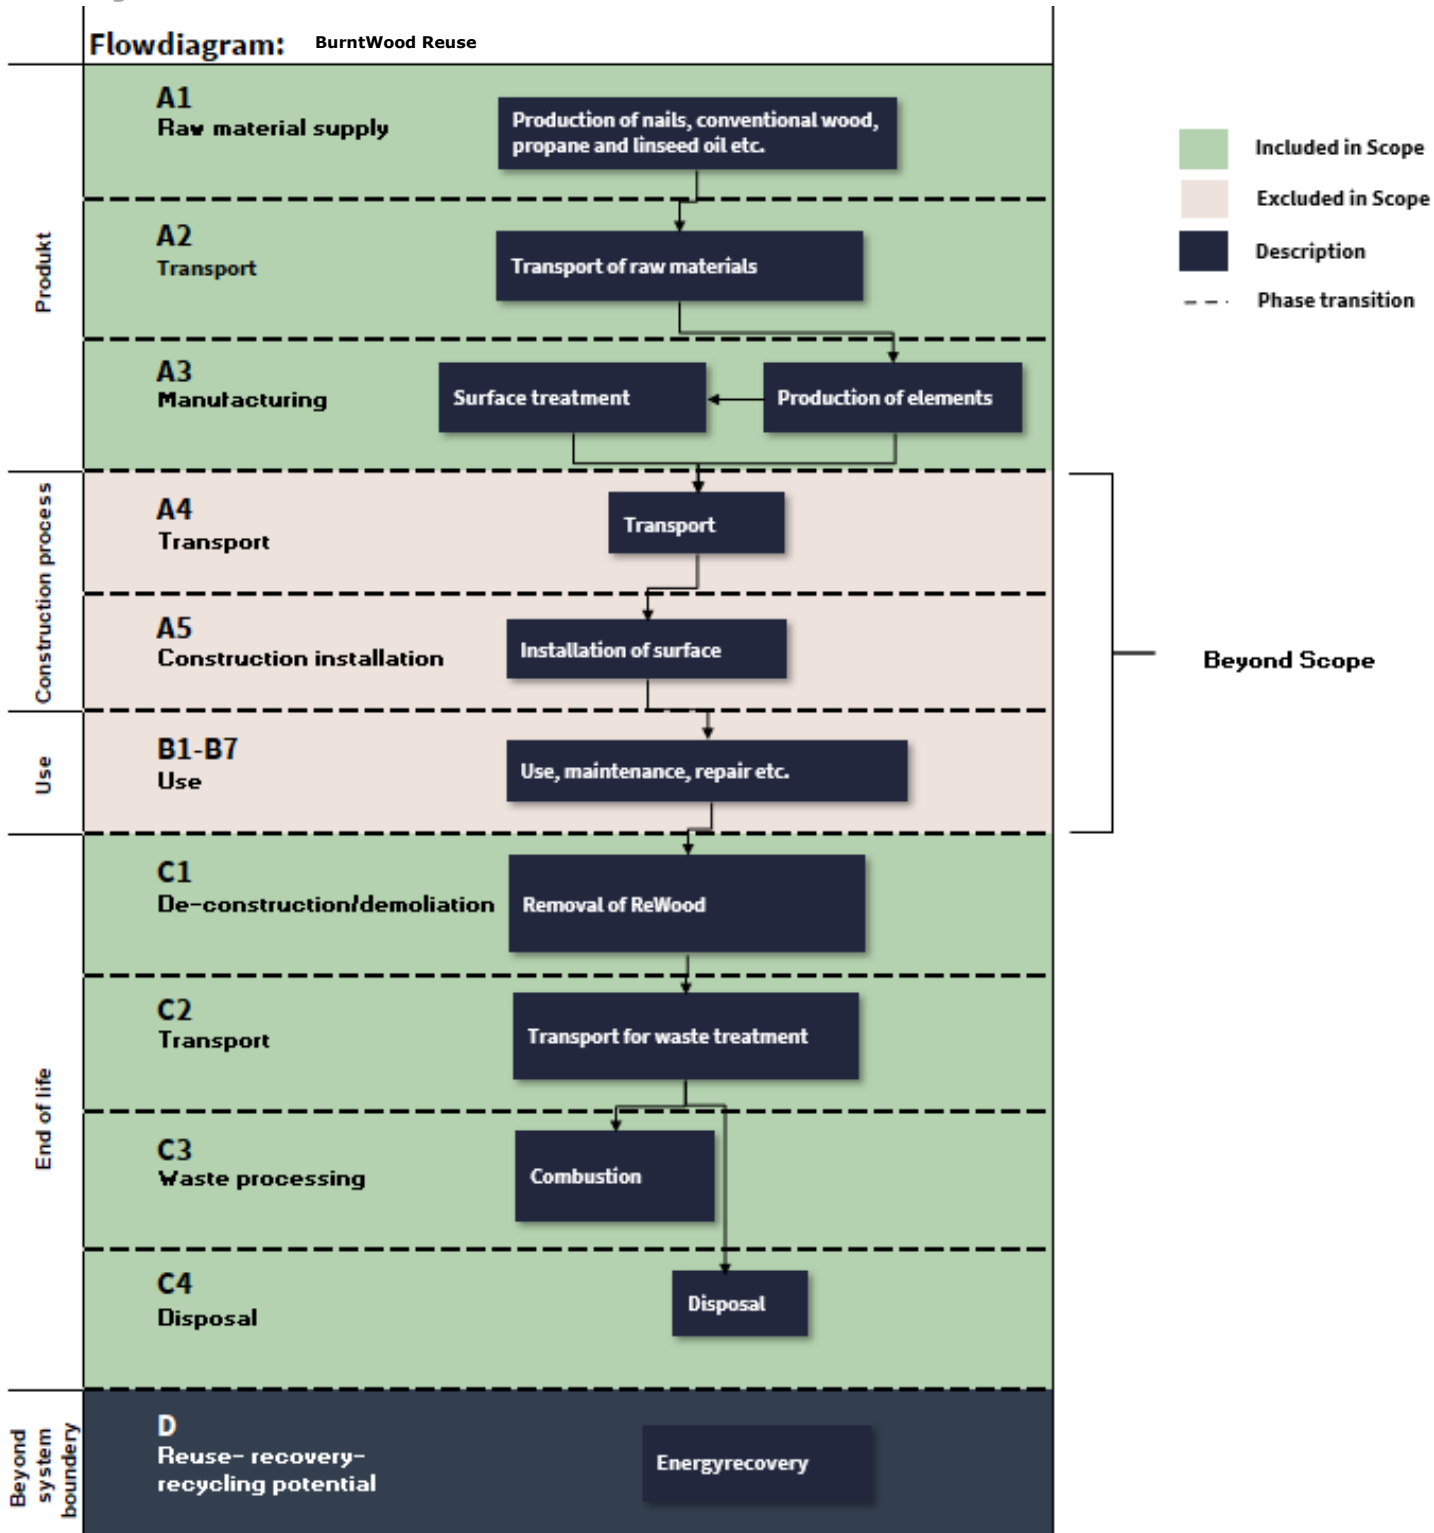 Flowdiagram: BurntWood Reuse
Produkt
A1
Raw material supply
Production of nails, conventional wood,
propane and linseed oil etc.
A2
Transport
Transport of raw materials
A3
Manufacturing
Surface treatment
Production of elements
Construction process
A4
Transport
Transport
A5
Construction installation
Installation of surface
Use
B1-B7
Use
Use, maintenance, repair etc.
End of life
C1
De-construction/demoliation
Removal of ReWood
C2
Transport
Transport for waste treatment
C3
Waste processing
Combustion
C4
Disposal
Disposal
Beyond
system
boundery
D
Reuse- recovery-
recycling potential
Energyrecovery
Included in Scope
Excluded in Scope
Description
Phase transition
Beyond Scope